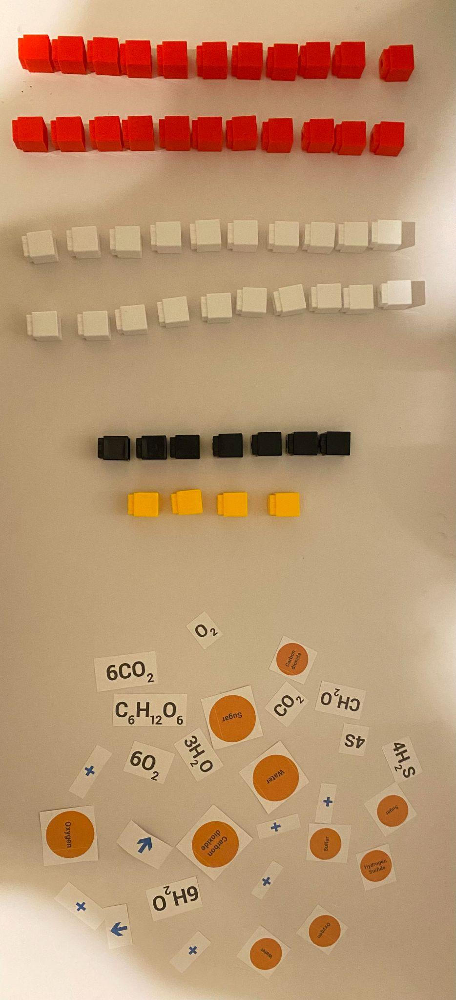 O₂
6CO₂
Carbon
dioxide
C₆H₁₂O₆
Sugar
CO₂
CH₂O
3H₂O
4S
4H₂S
+
6O₂
Water
+
Sugar
+
Oxygen
Carbon
dioxide
Sulfur
Hydrogen
Sulfide
+
6H₂O
+
Oxygen
+
Water